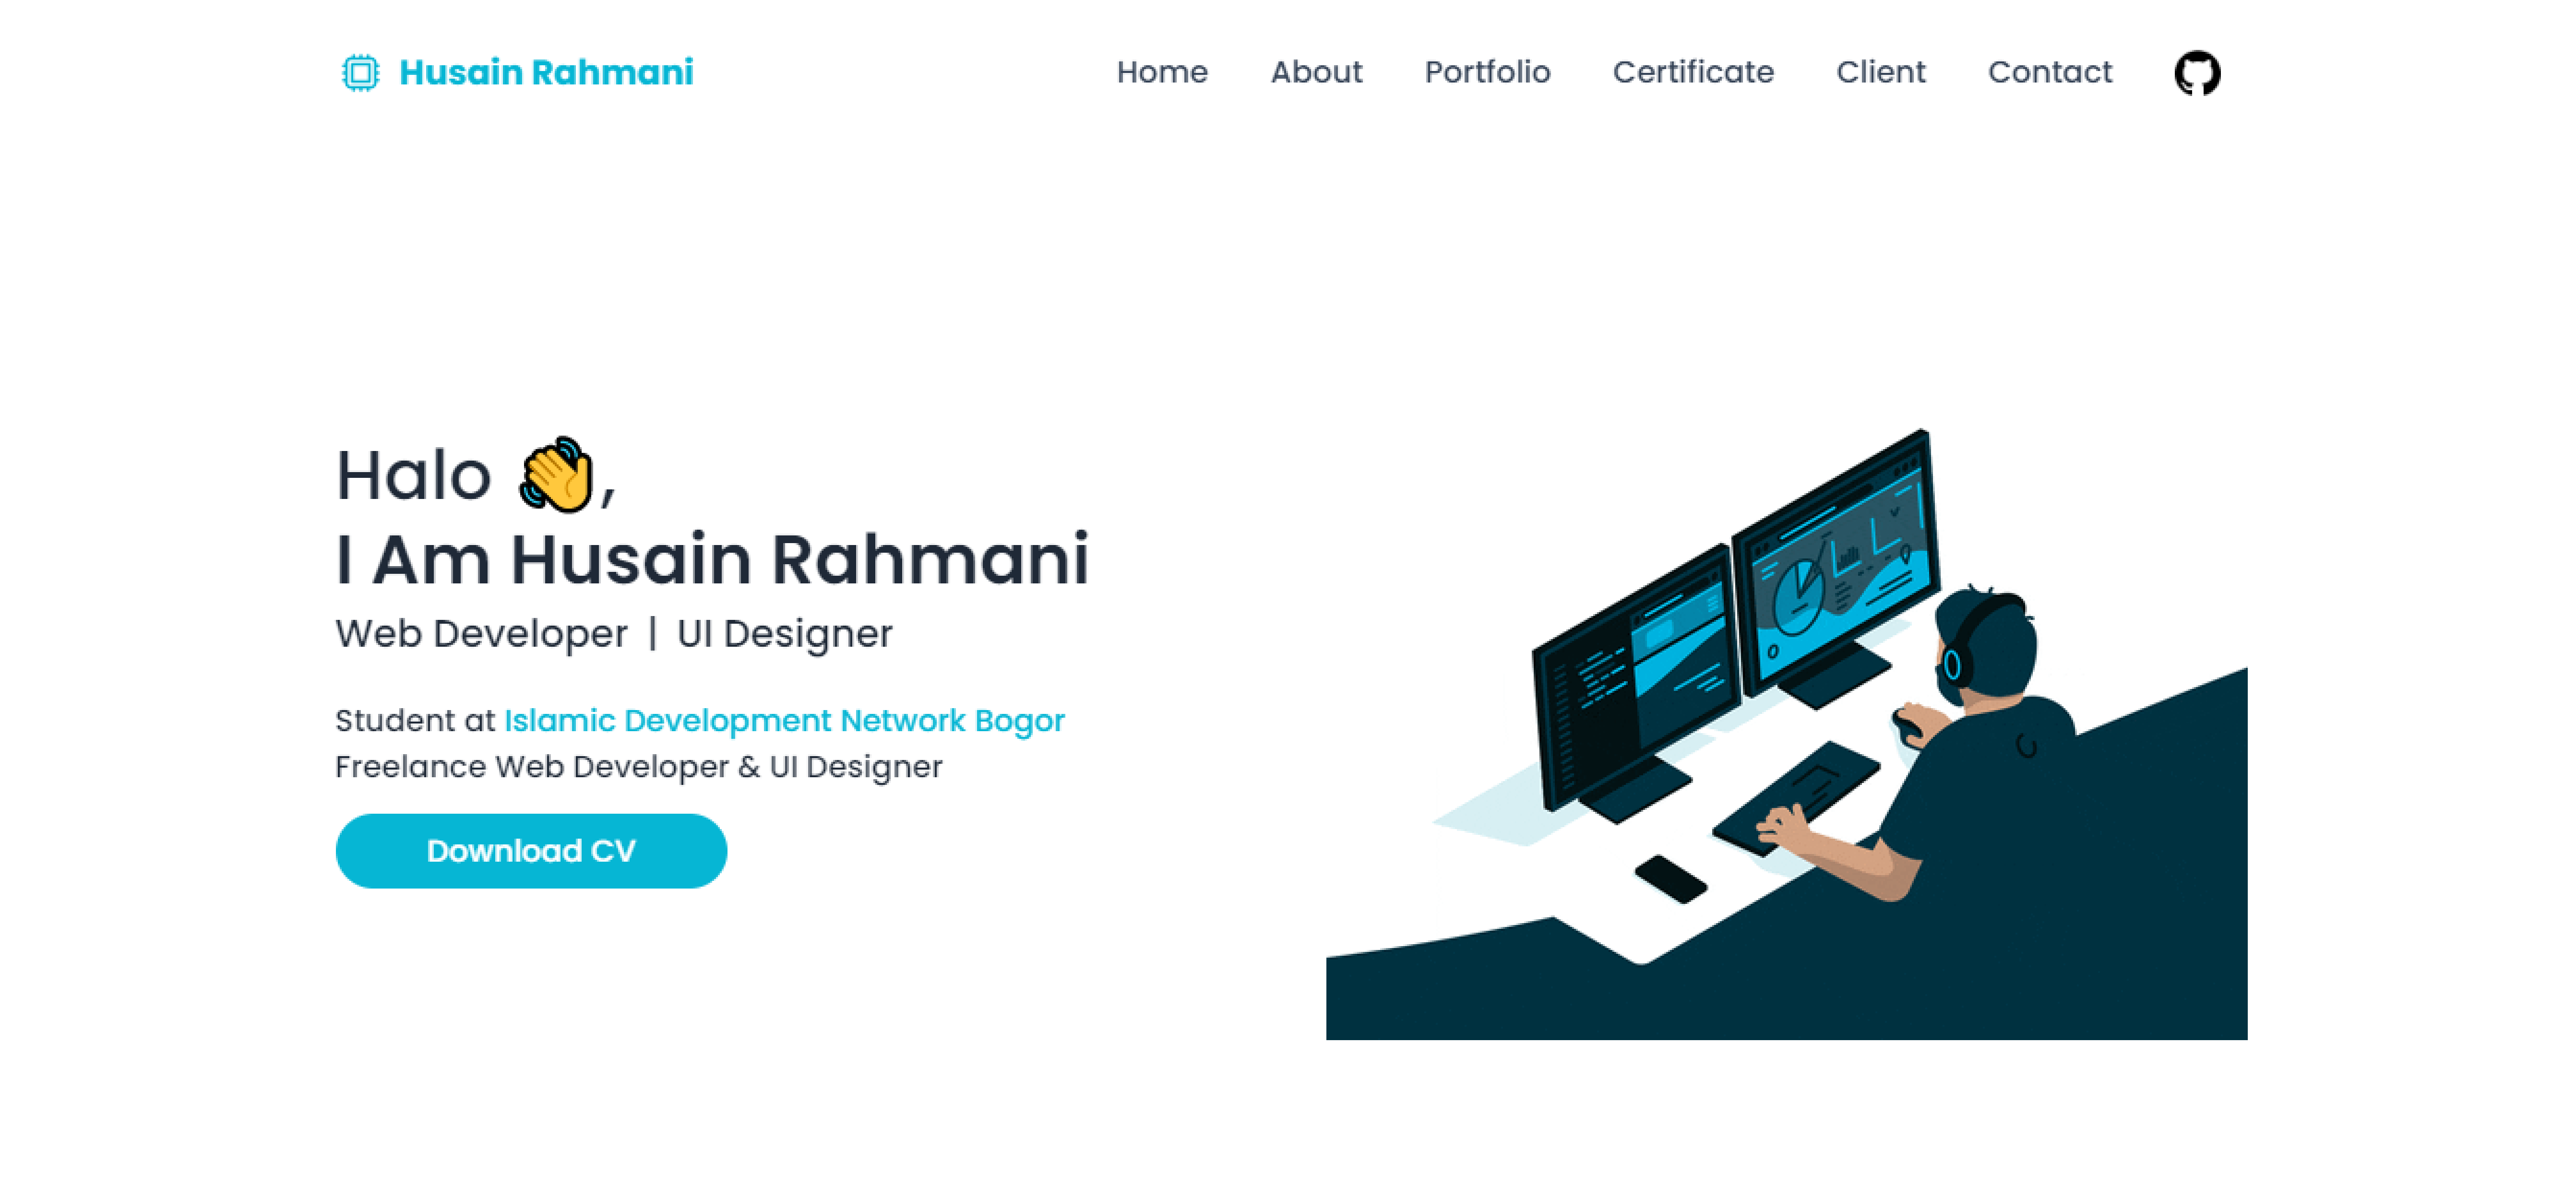 Husain Rahmani
Home About Portfolio Certificate Client Contact
Halo 👋,
I Am Husain Rahmani
Web Developer | UI Designer
Student at Islamic Development Network Bogor
Freelance Web Developer & UI Designer
Download CV